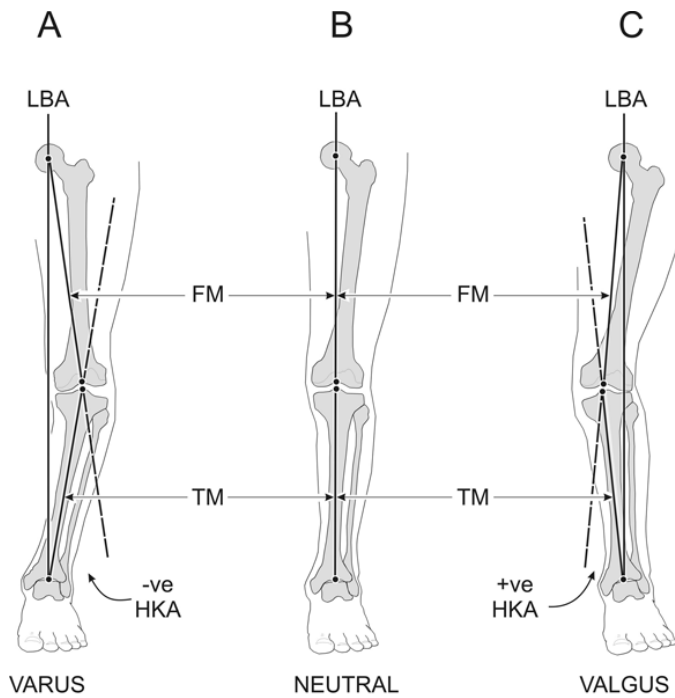 A B C
LBA LBA LBA
FM FM
TM TM
-ve
HKA
+ve
HKA
VARUS NEUTRAL VALGUS